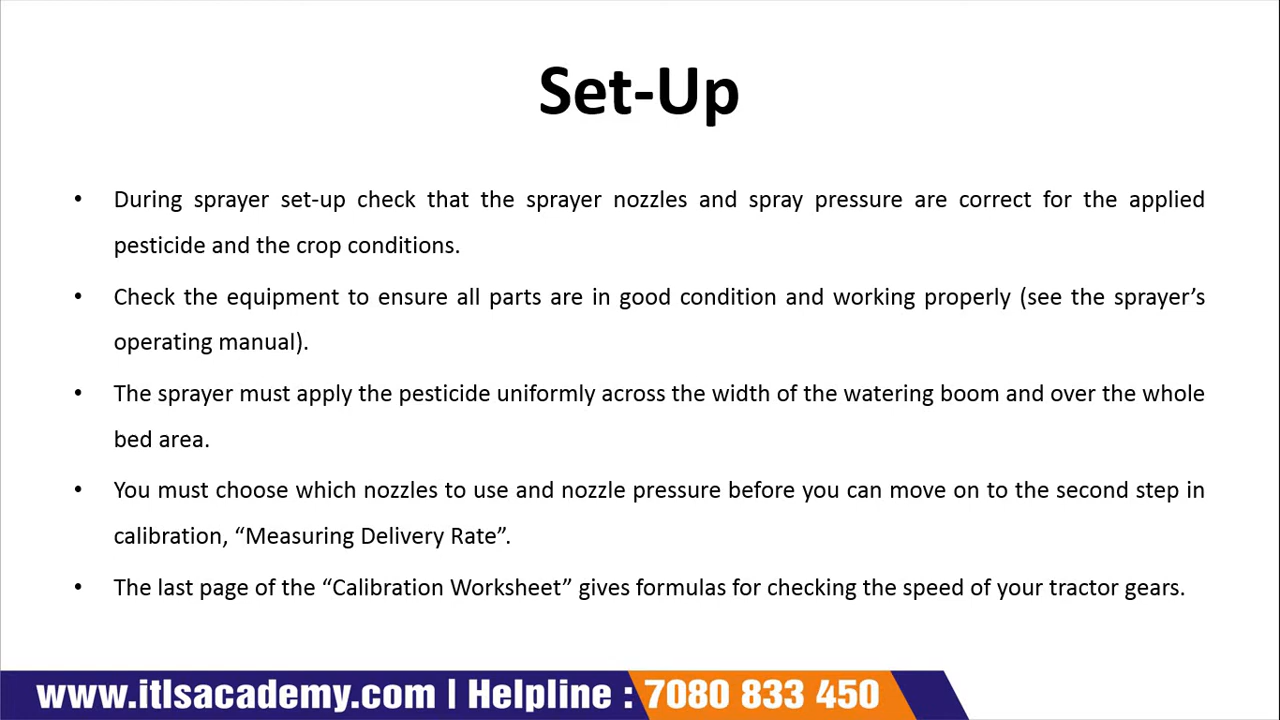 Set-Up
• During sprayer set-up check that the sprayer nozzles and spray pressure are correct for the applied
pesticide and the crop conditions.
• Check the equipment to ensure all parts are in good condition and working properly (see the sprayer’s
operating manual).
• The sprayer must apply the pesticide uniformly across the width of the watering boom and over the whole
bed area.
• You must choose which nozzles to use and nozzle pressure before you can move on to the second step in
calibration, “Measuring Delivery Rate”.
• The last page of the “Calibration Worksheet” gives formulas for checking the speed of your tractor gears.
www.itlsacademy.com | Helpline : 7080 833 450